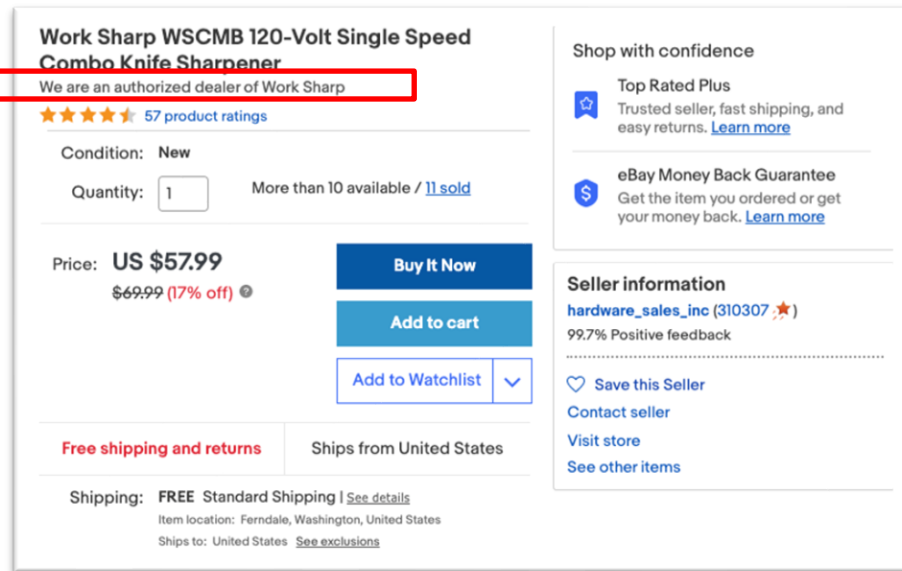 Work Sharp WSCMB 120-Volt Single Speed
Combo Knife Sharpener
We are an authorized dealer of Work Sharp
57 product ratings
Condition: New
Quantity: 1 More than 10 available / 11 sold
Price: US $57.99
$69.99 (17% off) ?
Buy It Now
Add to cart
Add to Watchlist
Free shipping and returns
Ships from United States
Shipping: FREE Standard Shipping | See details
Item location: Ferndale, Washington, United States
Ships to: United States See exclusions
Shop with confidence
Top Rated Plus
Trusted seller, fast shipping, and
easy returns. Learn more
$
eBay Money Back Guarantee
Get the item you ordered or get
your money back. Learn more
Seller information
hardware_sales_inc (310307)
99.7% Positive feedback
Save this Seller
Contact seller
Visit store
See other items